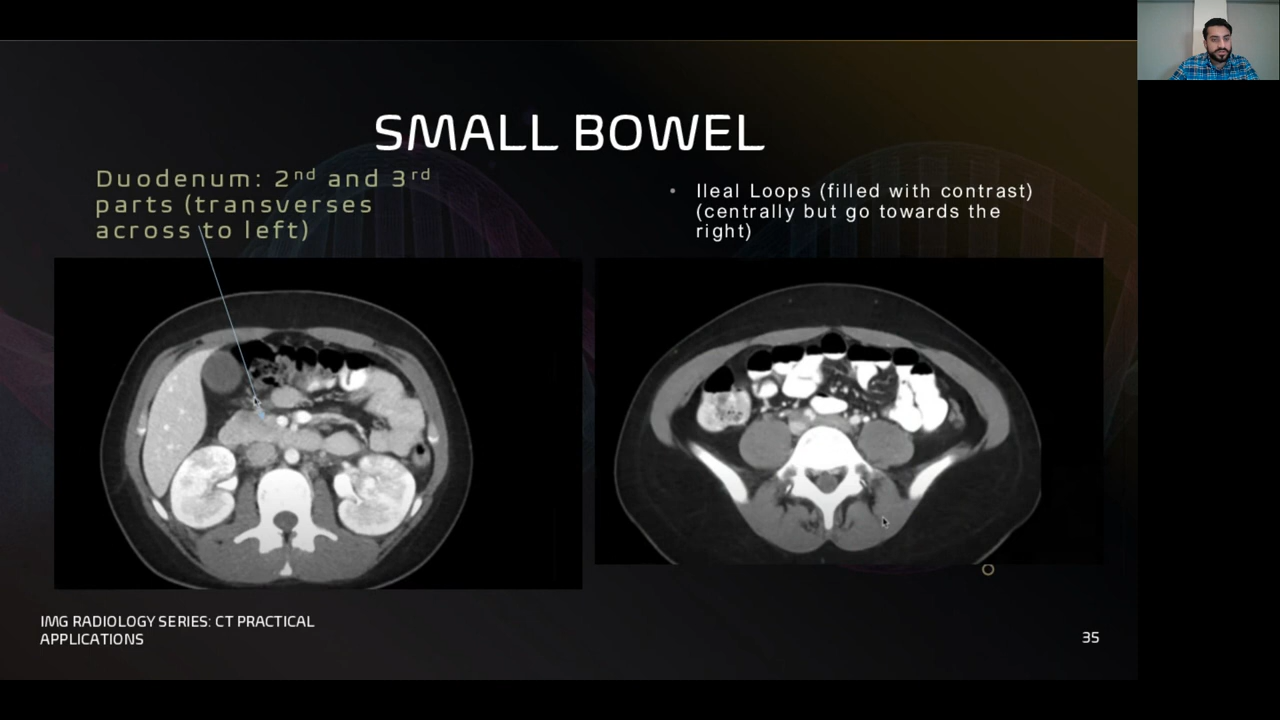 SMALL BOWEL
Duodenum: 2nd and 3rd
parts (transverses
across to left)
• Ileal Loops (filled with contrast)
(centrally but go towards the
right)
IMG RADIOLOGY SERIES: CT PRACTICAL
APPLICATIONS
35